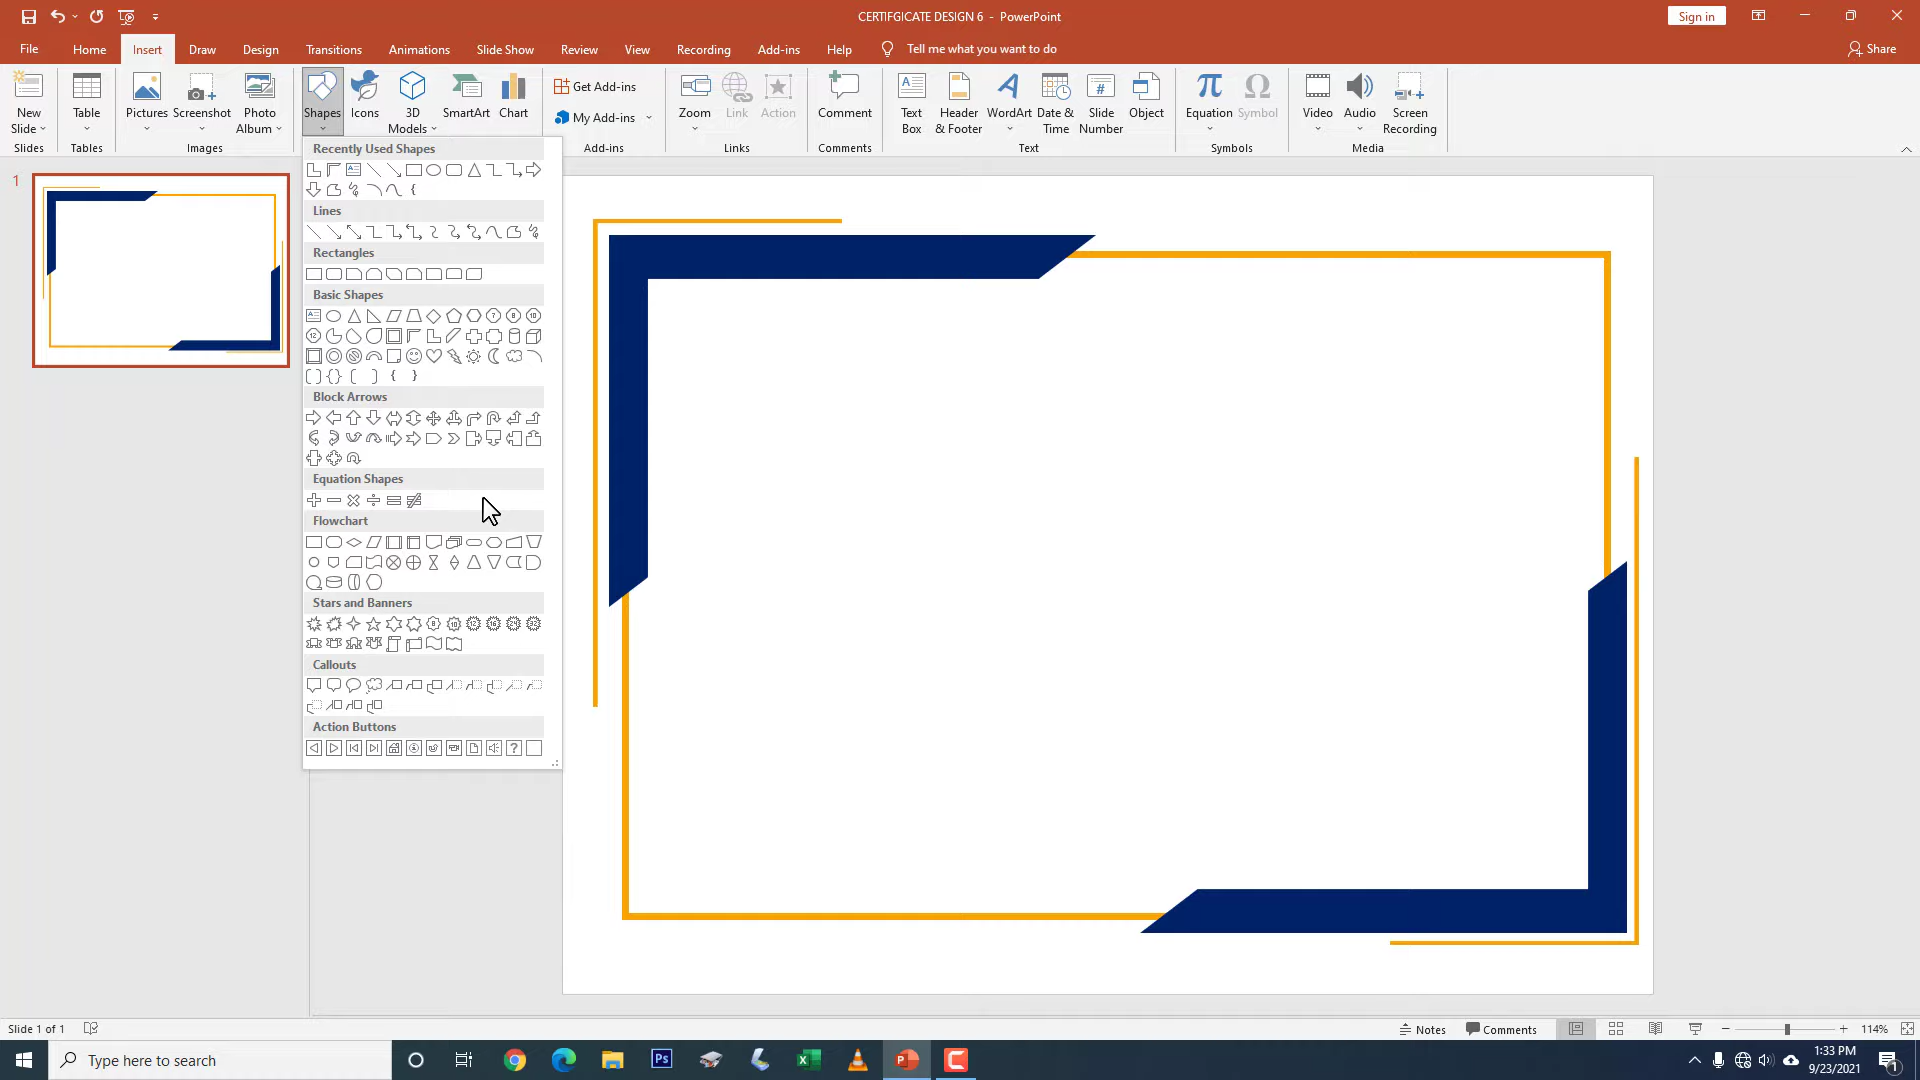 CERTIFGICATE DESIGN 6 - PowerPoint
Sign in
File Home Insert Draw Design Transitions Animations Slide Show Review View Recording Add-ins Help Tell me what you want to do Share
New Slide
Slides
Table
Tables
Pictures
Screenshot
Photo Album
Images
Shapes
Icons
3D Models
SmartArt
Chart
Get Add-ins
My Add-ins
Add-ins
Zoom
Link
Action
Links
Comment
Comments
Text Box
Header & Footer
WordArt
Date & Time
Slide Number
Object
Text
Equation
Symbol
Symbols
Video
Audio
Screen Recording
Media
Recently Used Shapes
Lines
Rectangles
Basic Shapes
Block Arrows
Equation Shapes
Flowchart
Stars and Banners
Callouts
Action Buttons
1
Slide 1 of 1
Notes
Comments
114%
Type here to search
Ps
1:33 PM
9/23/2021